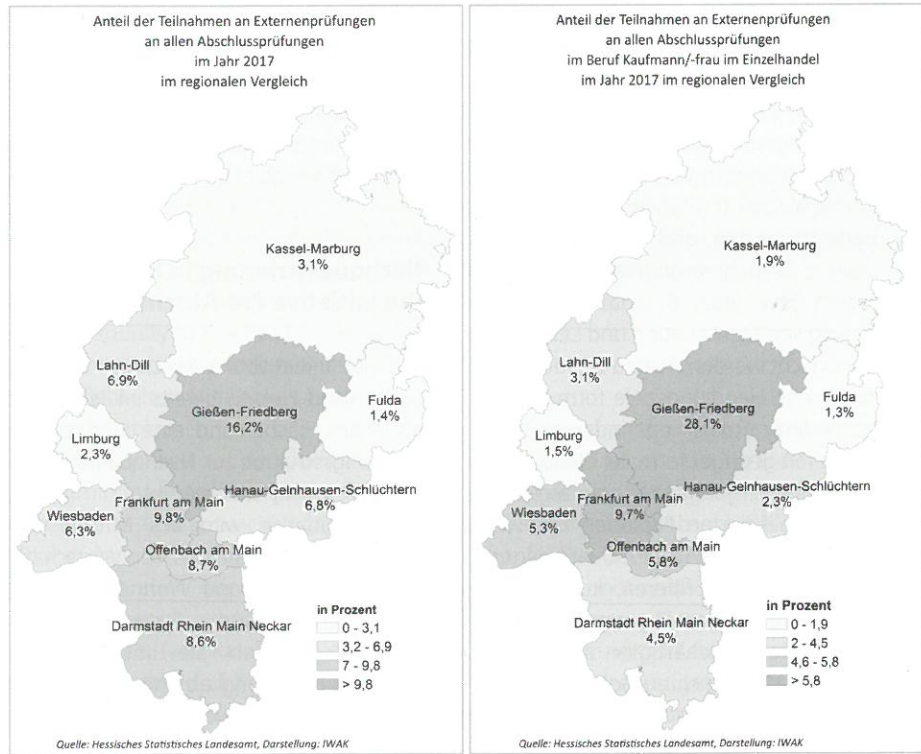 Anteil der Teilnahmen an Externenprüfungen
an allen Abschlussprüfungen
im Jahr 2017
im regionalen Vergleich
Kassel-Marburg
3,1%
Lahn-Dill
6,9%
Gießen-Friedberg
16,2%
Fulda
1,4%
Limburg
2,3%
Hanau-Gelnhausen-Schlüchtern
6,8%
Frankfurt am Main
9,8%
Wiesbaden
6,3%
Offenbach am Main
8,7%
Darmstadt Rhein Main Neckar
8,6%
in Prozent
0 - 3,1
3,2 - 6,9
7 - 9,8
> 9,8
Quelle: Hessisches Statistisches Landesamt, Darstellung: IWAK
Anteil der Teilnahmen an Externenprüfungen
an allen Abschlussprüfungen
im Beruf Kaufmann/-frau im Einzelhandel
im Jahr 2017 im regionalen Vergleich
Kassel-Marburg
1,9%
Lahn-Dill
3,1%
Gießen-Friedberg
28,1%
Fulda
1,3%
Limburg
1,5%
Hanau-Gelnhausen-Schlüchtern
2,3%
Frankfurt am Main
9,7%
Wiesbaden
5,3%
Offenbach am Main
5,8%
Darmstadt Rhein Main Neckar
4,5%
in Prozent
0 - 1,9
2 - 4,5
4,6 - 5,8
> 5,8
Quelle: Hessisches Statistisches Landesamt, Darstellung: IWAK